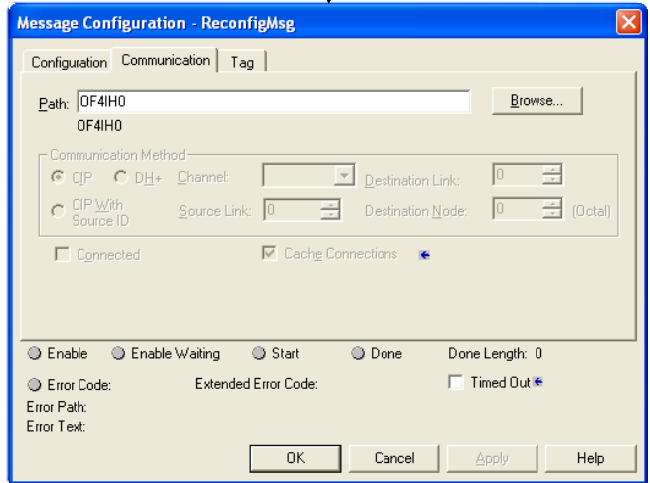 Message Configuration - ReconfigMsg
Configuration Communication Tag
Path: OF4IH0 Browse...
OF4IH0
Communication Method
CIP DH+ Channel: Destination Link: 0
CIP With Source ID Source Link: 0 Destination Node: 0 (Octal)
Connected Cache Connections
Enable Enable Waiting Start Done Done Length: 0
Error Code: Extended Error Code: Timed Out
Error Path:
Error Text:
OK Cancel Apply Help